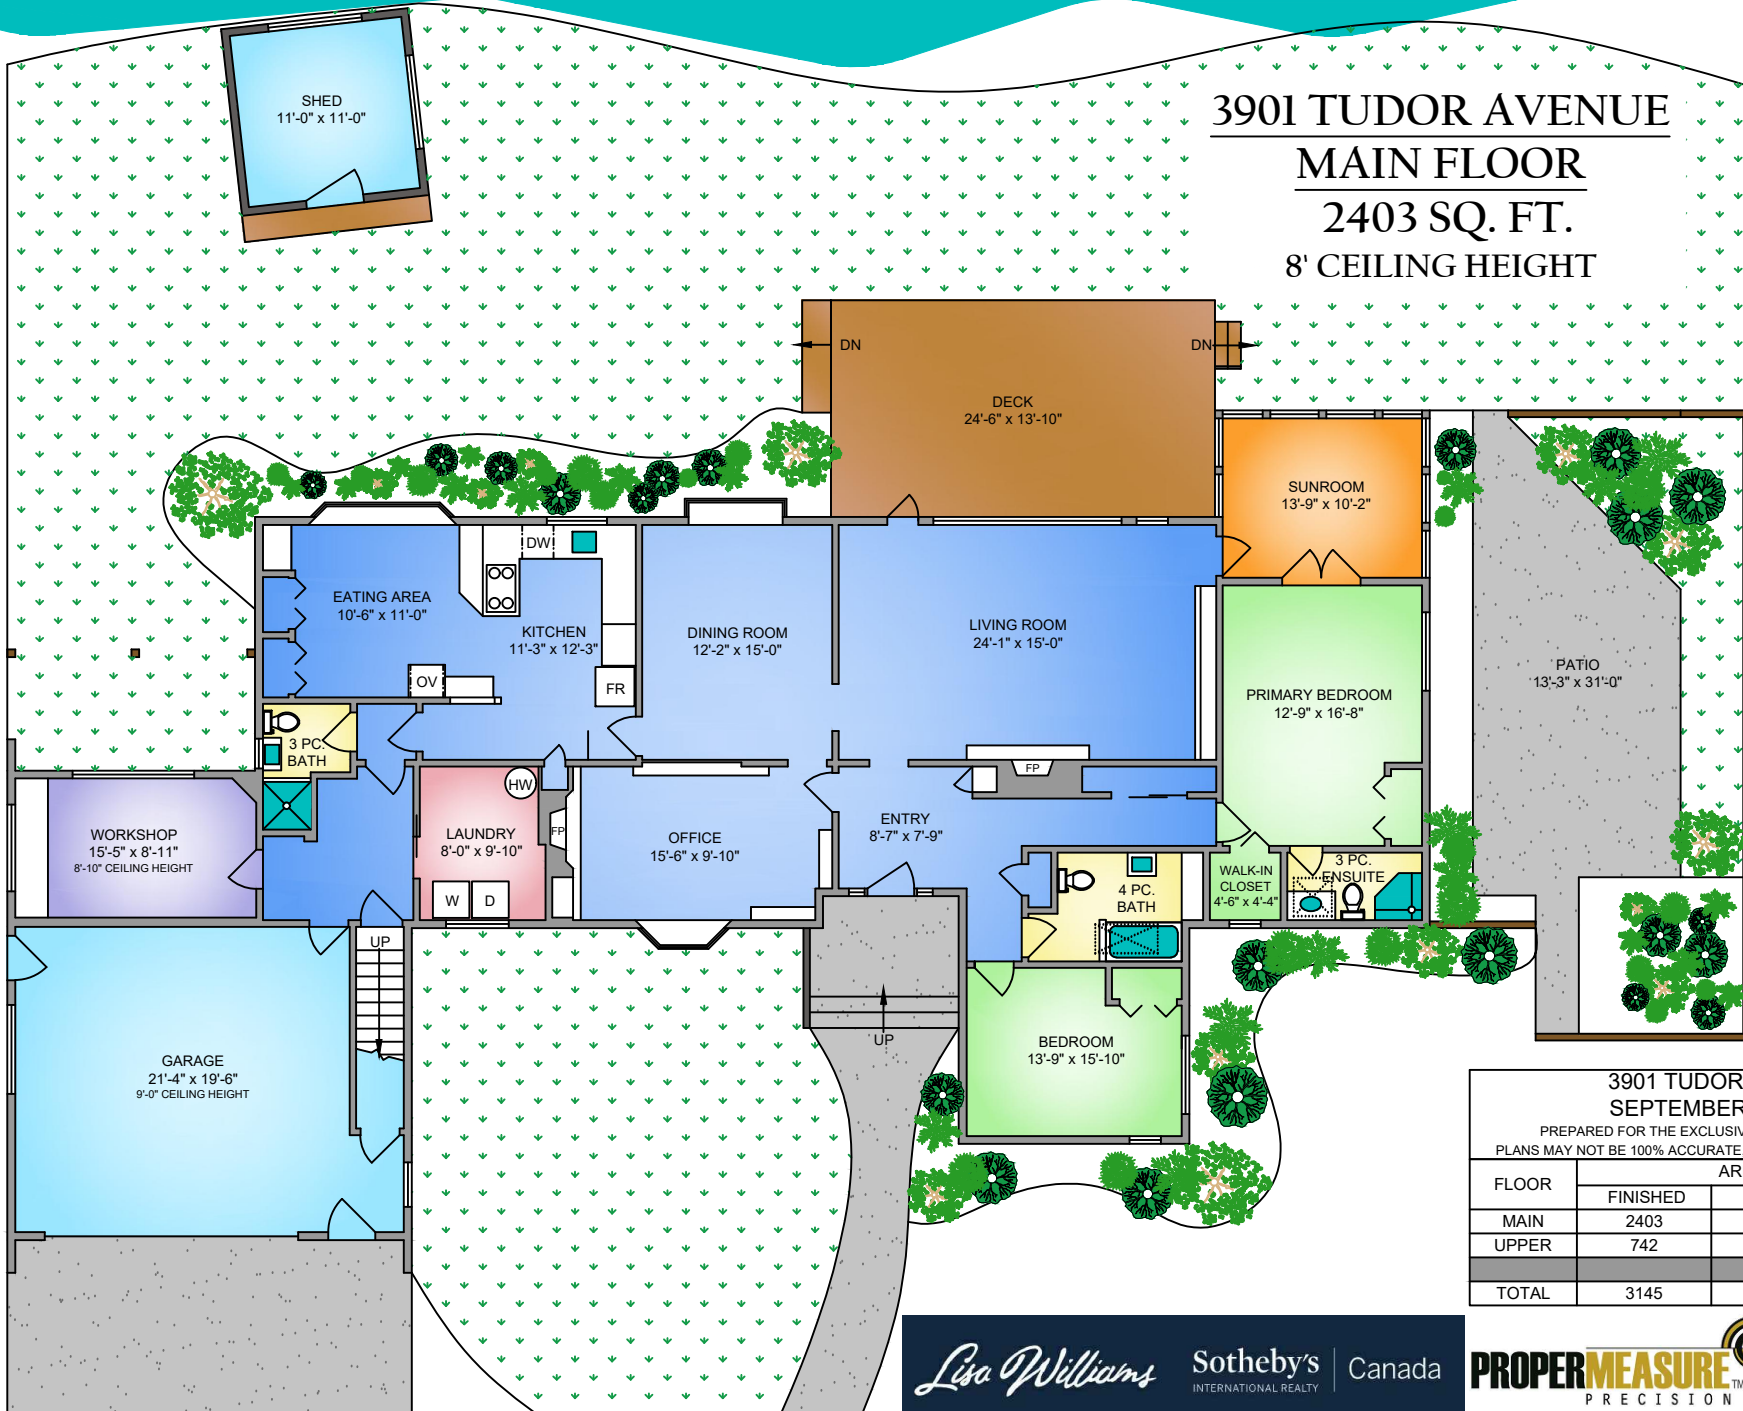 SHED
11'-0" x 11'-0"
3901 TUDOR AVENUE
MAIN FLOOR
2403 SQ. FT.
8' CEILING HEIGHT
DN
DN
DECK
24'-6" x 13'-10"
SUNROOM
13'-9" x 10'-2"
DW
EATING AREA
10'-6" x 11'-0"
KITCHEN
11'-3" x 12'-3"
DINING ROOM
12'-2" x 15'-0"
LIVING ROOM
24'-1" x 15'-0"
OV
FR
PRIMARY BEDROOM
12'-9" x 16'-8"
PATIO
13'-3" x 31'-0"
3 PC.
BATH
HW
FP
FP
WORKSHOP
15'-5" x 8'-11"
8'-10" CEILING HEIGHT
LAUNDRY
8'-0" x 9'-10"
OFFICE
15'-6" x 9'-10"
ENTRY
8'-7" x 7'-9"
W
D
4 PC.
BATH
WALK-IN
CLOSET
4'-6" x 4'-4"
3 PC.
ENSUITE
UP
UP
GARAGE
21'-4" x 19'-6"
9'-0" CEILING HEIGHT
BEDROOM
13'-9" x 15'-10"
3901 TUDOR
SEPTEMBER
PREPARED FOR THE EXCLUSIV
PLANS MAY NOT BE 100% ACCURATE,
FLOOR AR
FINISHED
MAIN 2403
UPPER 742
TOTAL 3145
Lisa Williams
Sotheby's
INTERNATIONAL REALTY
Canada
PROPERMEASURE TM
PRECISION